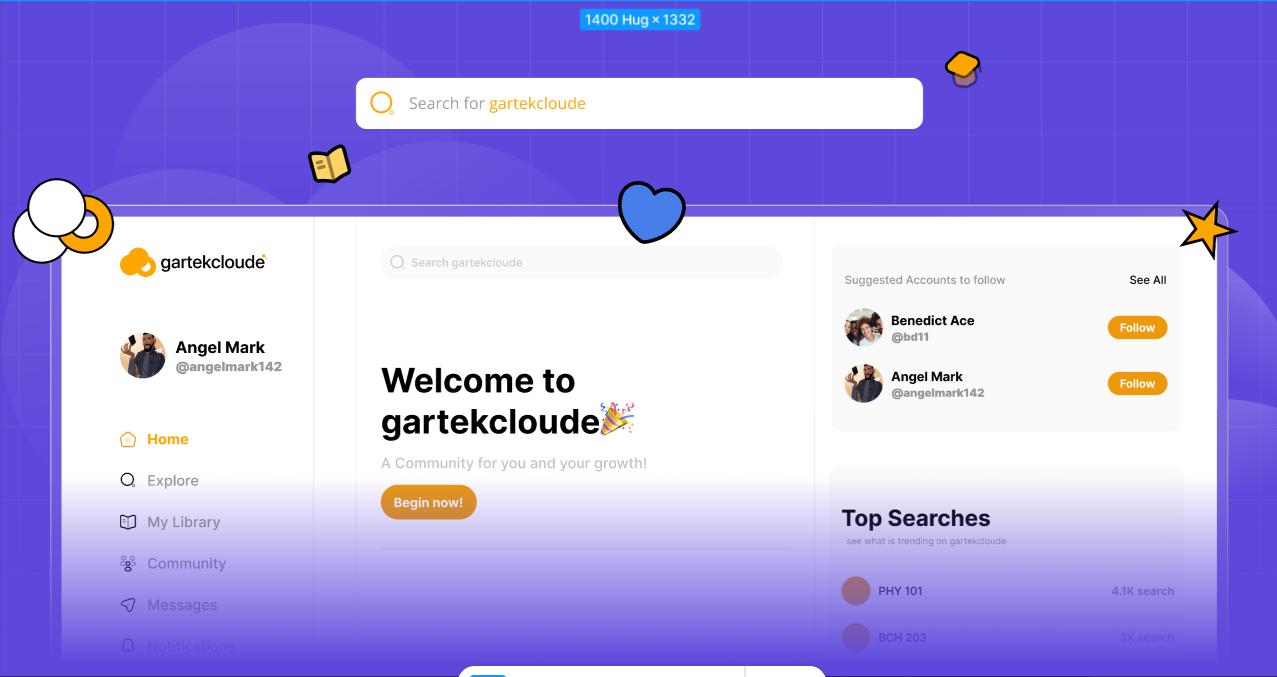 1400 Hug × 1332
Search for gartekcloude
gartekcloude
Search gartekcloude
Suggested Accounts to follow
See All
Benedict Ace
@bd11
Follow
Angel Mark
@angelmark142
Follow
Angel Mark
@angelmark142
Welcome to
gartekcloude🎉
A Community for you and your growth!
Begin now!
Home
Explore
My Library
Community
Messages
Notifications
Top Searches
see what is trending on gartekcloude
PHY 101
4.1K search
BCH 203
3K search